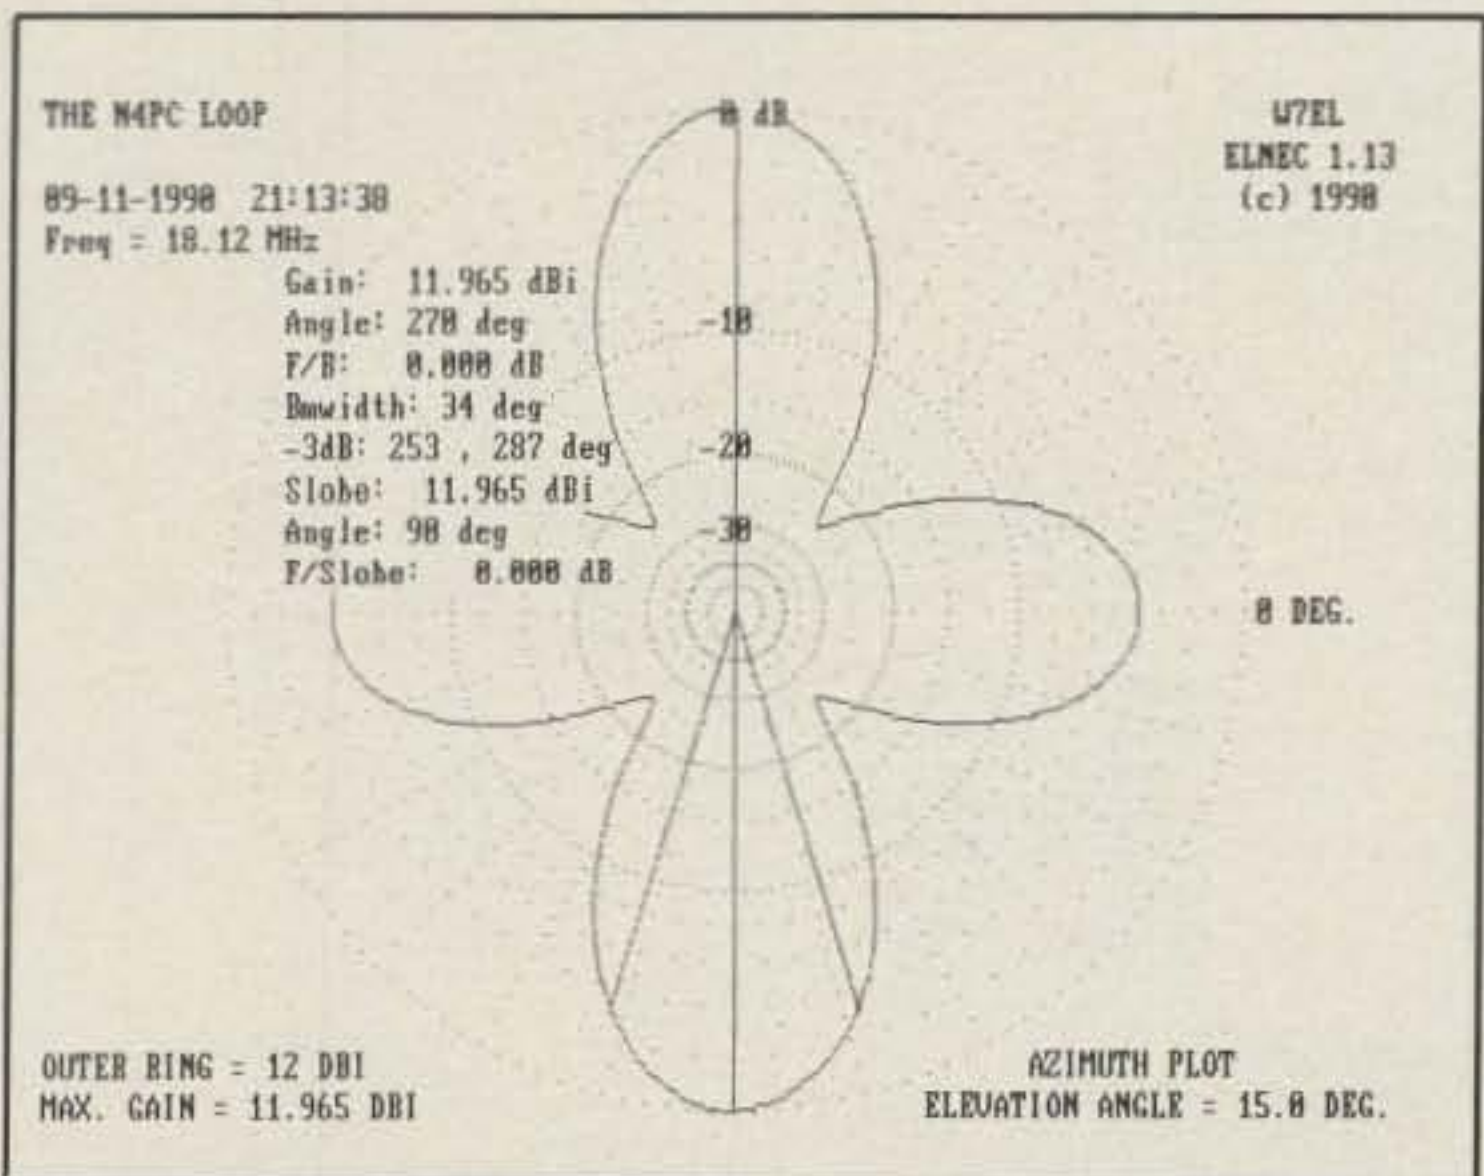 THE N4PC LOOP
0 dB
W7EL
ELNEC 1.13
(c) 1990
09-11-1990 21:13:38
Freq = 18.12 MHz
Gain: 11.965 dBi
Angle: 270 deg
F/B: 0.000 dB
Bmwidth: 34 deg
-3dB: 253 , 287 deg
Slobe: 11.965 dBi
Angle: 90 deg
F/Slobe: 0.000 dB
-10
-20
-30
0 DEG.
OUTER RING = 12 DBI
MAX. GAIN = 11.965 DBI
AZIMUTH PLOT
ELEVATION ANGLE = 15.0 DEG.